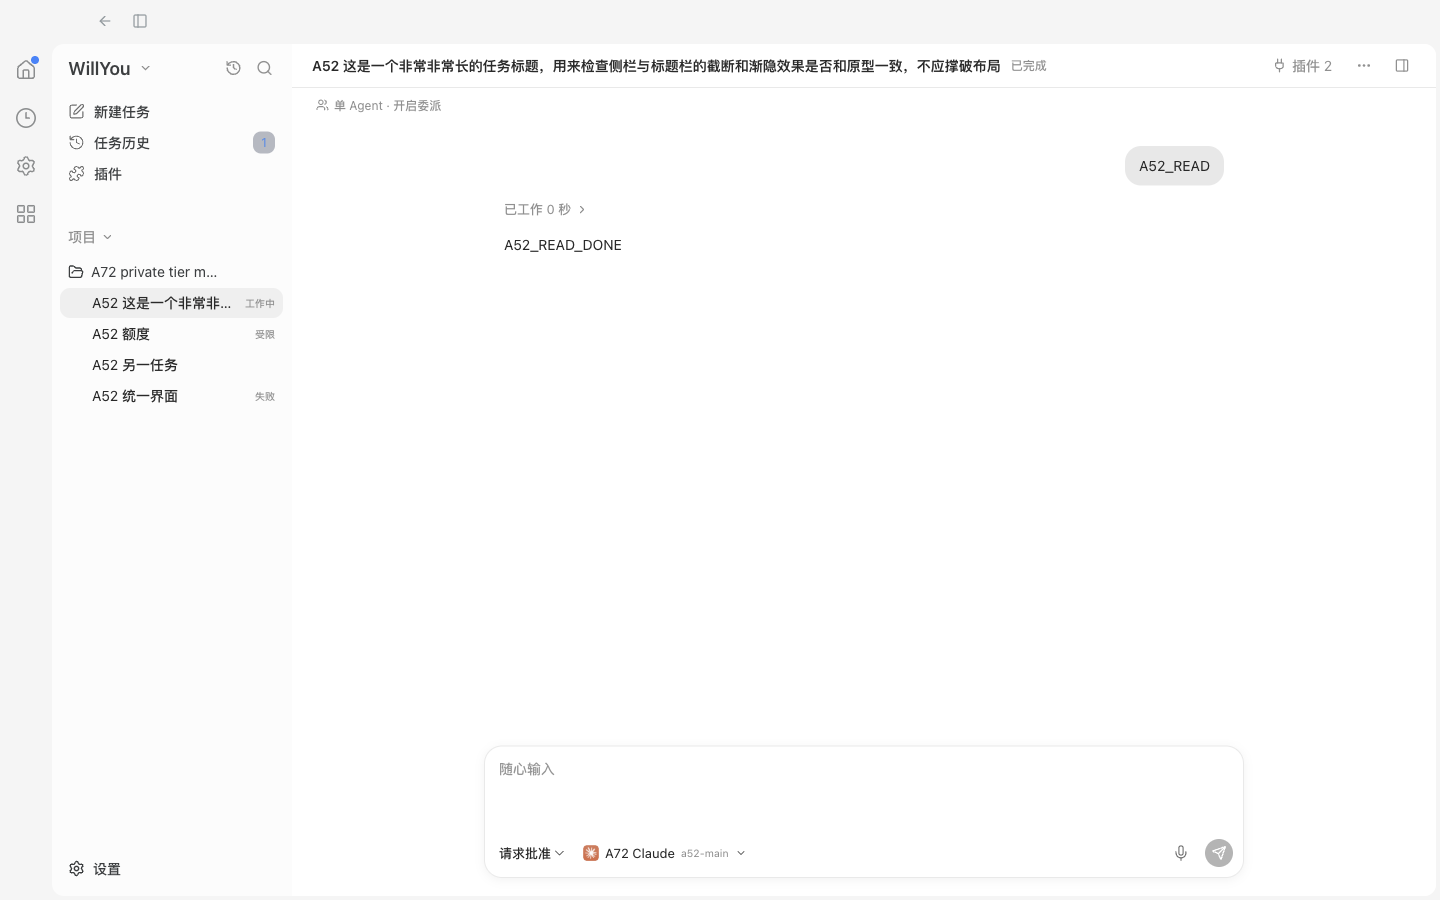 WillYou
新建任务
任务历史 1
插件
项目
A72 private tier m...
A52 这是一个非常非... 工作中
A52 额度 受限
A52 另一任务
A52 统一界面 失败
设置
A52 这是一个非常非常长的任务标题，用来检查侧栏与标题栏的截断和渐隐效果是否和原型一致，不应撑破布局 已完成
插件 2
单 Agent · 开启委派
A52_READ
已工作 0 秒
A52_READ_DONE
随心输入
请求批准 A72 Claude a52-main